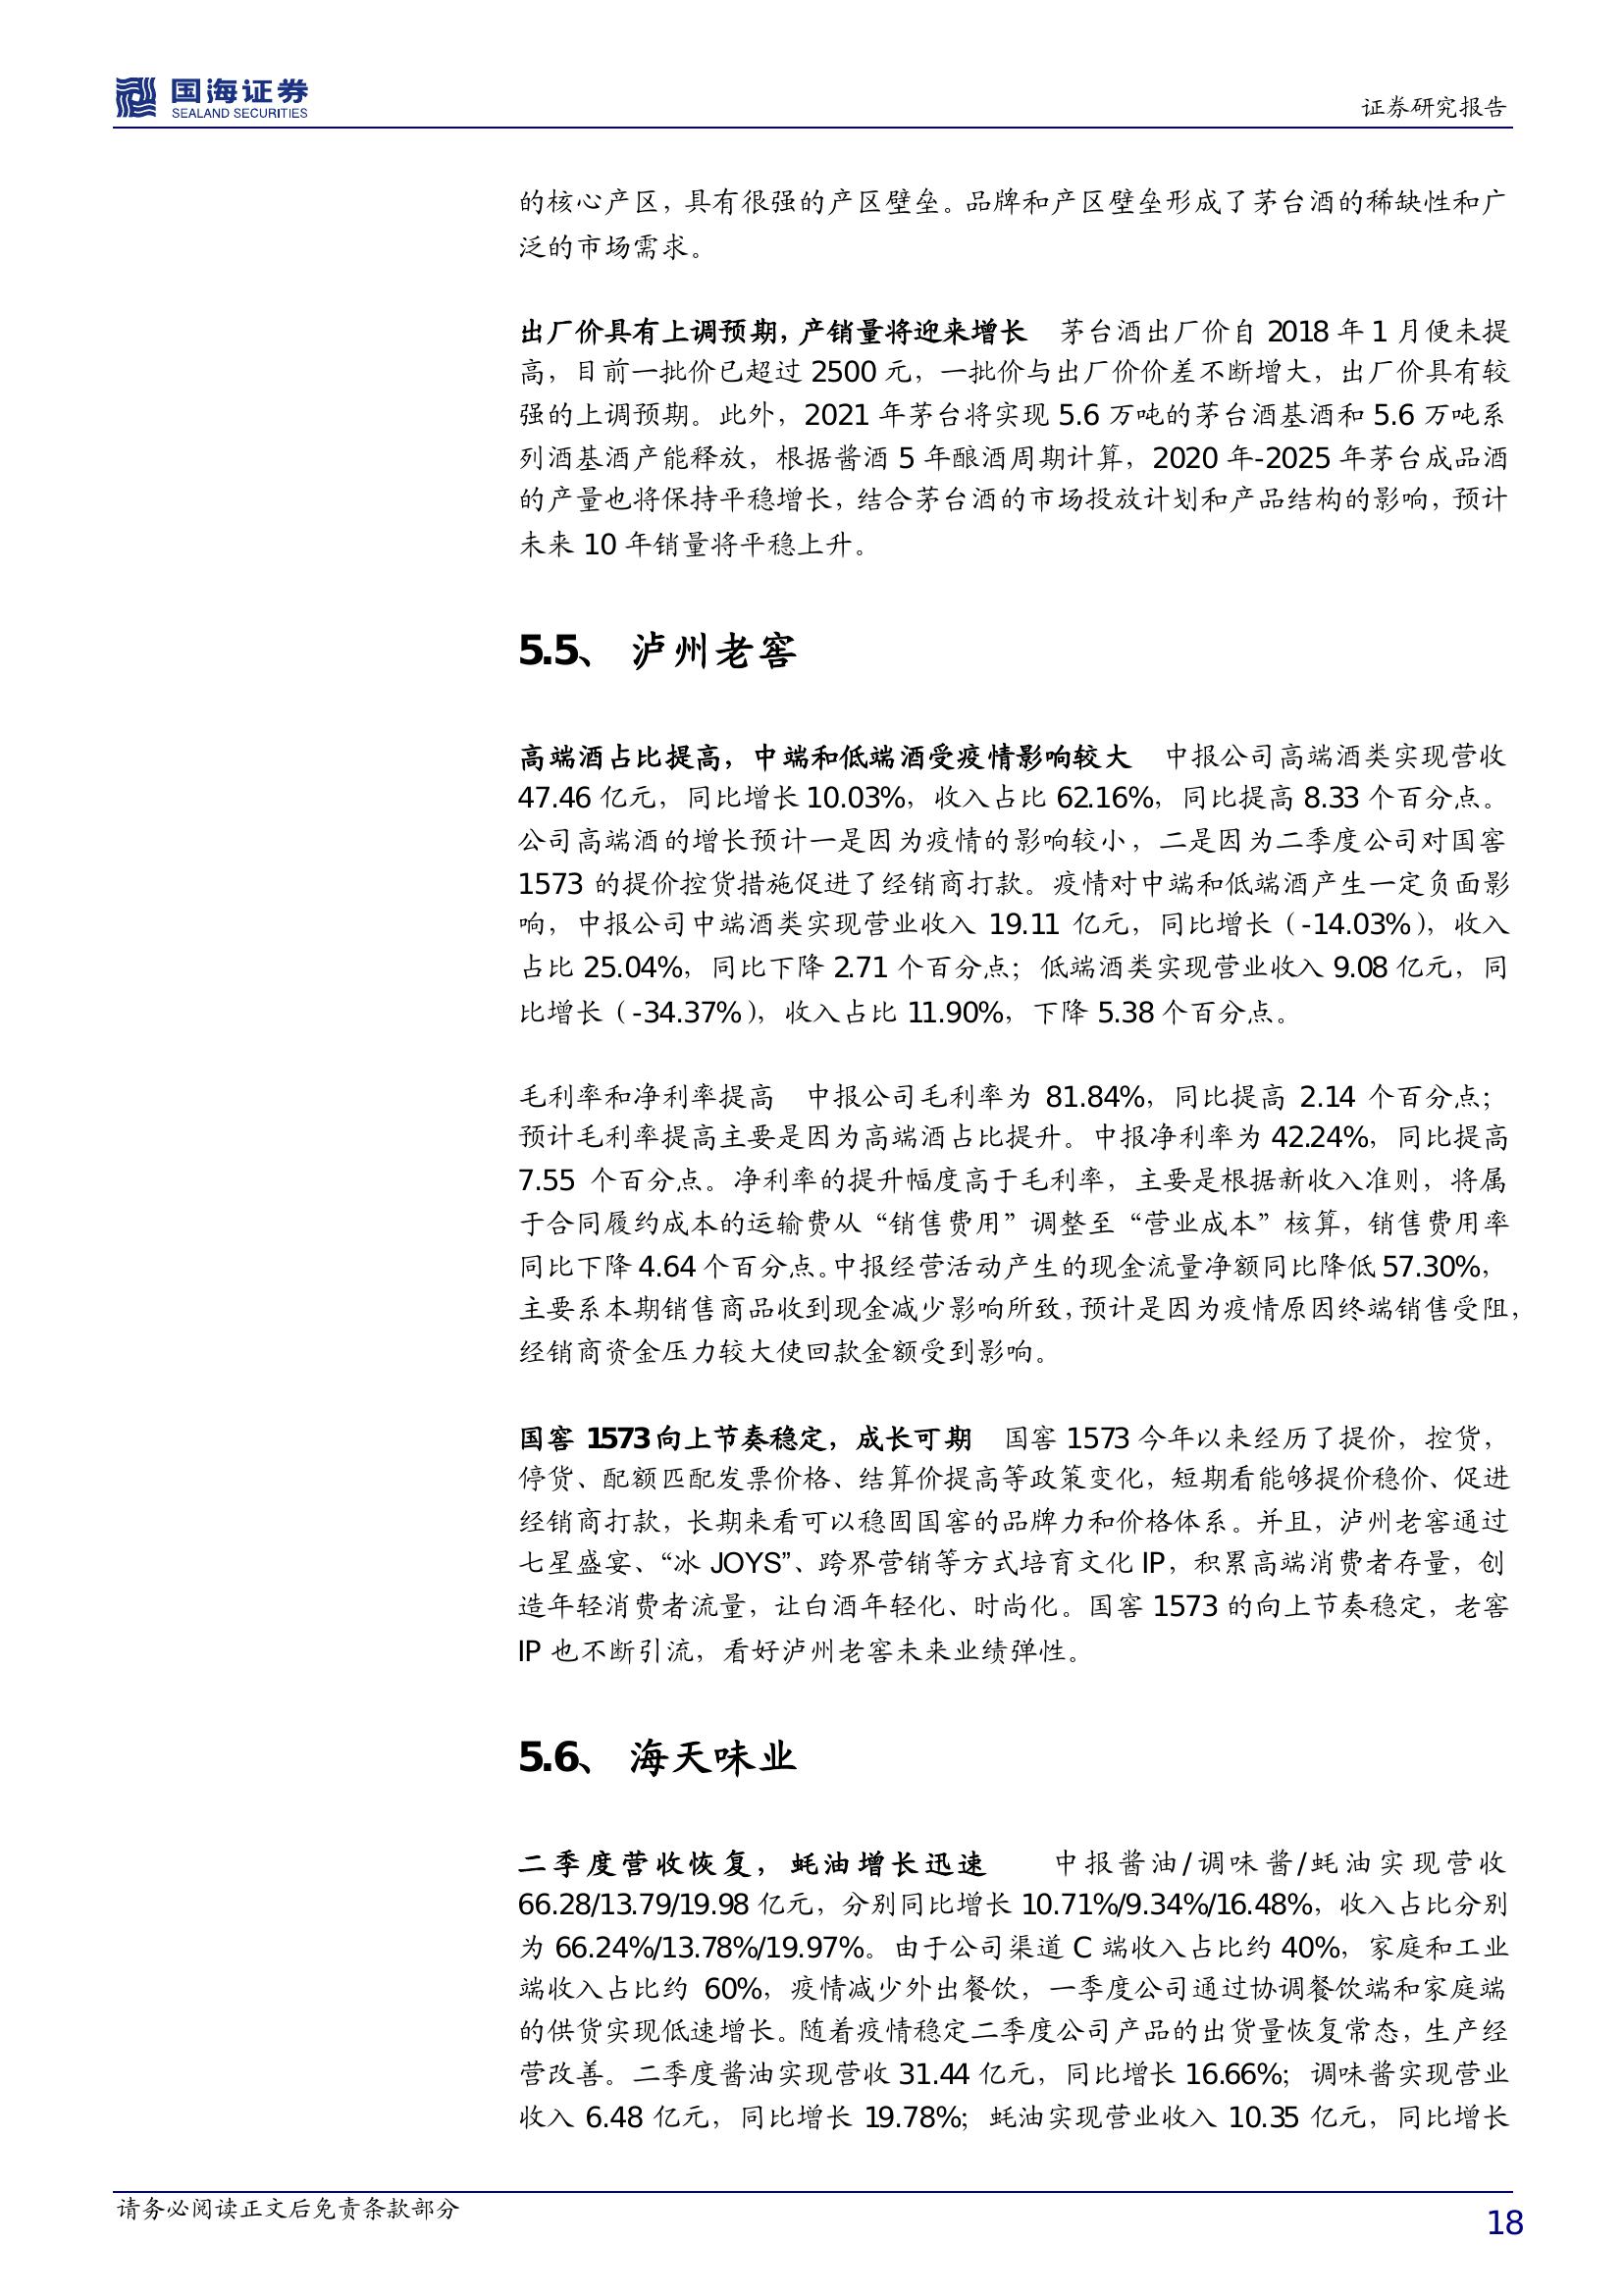 国海证券
SEALAND SECURITIES
证券研究报告
的核心产区，具有很强的产区壁垒。品牌和产区壁垒形成了茅台酒的稀缺性和广
泛的市场需求。
出厂价具有上调预期，产销量将迎来增长 茅台酒出厂价自 2018 年 1 月便未提
高，目前一批价已超过 2500 元，一批价与出厂价价差不断增大，出厂价具有较
强的上调预期。此外，2021 年茅台将实现 5.6 万吨的茅台酒基酒和 5.6 万吨系
列酒基酒产能释放，根据酱酒 5 年酿酒周期计算，2020 年-2025 年茅台成品酒
的产量也将保持平稳增长，结合茅台酒的市场投放计划和产品结构的影响，预计
未来 10 年销量将平稳上升。
5.5、 泸州老窖
高端酒占比提高，中端和低端酒受疫情影响较大 中报公司高端酒类实现营收
47.46 亿元，同比增长 10.03%，收入占比 62.16%，同比提高 8.33 个百分点。
公司高端酒的增长预计一是因为疫情的影响较小，二是因为二季度公司对国窖
1573 的提价控货措施促进了经销商打款。疫情对中端和低端酒产生一定负面影
响，中报公司中端酒类实现营业收入 19.11 亿元，同比增长（-14.03%），收入
占比 25.04%，同比下降 2.71 个百分点；低端酒类实现营业收入 9.08 亿元，同
比增长（-34.37%），收入占比 11.90%，下降 5.38 个百分点。
毛利率和净利率提高 中报公司毛利率为 81.84%，同比提高 2.14 个百分点；
预计毛利率提高主要是因为高端酒占比提升。中报净利率为 42.24%，同比提高
7.55 个百分点。净利率的提升幅度高于毛利率，主要是根据新收入准则，将属
于合同履约成本的运输费从“销售费用”调整至“营业成本”核算，销售费用率
同比下降 4.64 个百分点。中报经营活动产生的现金流量净额同比降低 57.30%，
主要系本期销售商品收到现金减少影响所致，预计是因为疫情原因终端销售受阻，
经销商资金压力较大使回款金额受到影响。
国窖 1573 向上节奏稳定，成长可期 国窖 1573 今年以来经历了提价，控货，
停货、配额匹配发票价格、结算价提高等政策变化，短期看能够提价稳价、促进
经销商打款，长期来看可以稳固国窖的品牌力和价格体系。并且，泸州老窖通过
七星盛宴、“冰 JOYS”、跨界营销等方式培育文化 IP，积累高端消费者存量，创
造年轻消费者流量，让白酒年轻化、时尚化。国窖 1573 的向上节奏稳定，老窖
IP 也不断引流，看好泸州老窖未来业绩弹性。
5.6、 海天味业
二季度营收恢复，蚝油增长迅速 中报酱油/调味酱/蚝油实现营收
66.28/13.79/19.98 亿元，分别同比增长 10.71%/9.34%/16.48%，收入占比分别
为 66.24%/13.78%/19.97%。由于公司渠道 C 端收入占比约 40%，家庭和工业
端收入占比约 60%，疫情减少外出餐饮，一季度公司通过协调餐饮端和家庭端
的供货实现低速增长。随着疫情稳定二季度公司产品的出货量恢复常态，生产经
营改善。二季度酱油实现营收 31.44 亿元，同比增长 16.66%；调味酱实现营业
收入 6.48 亿元，同比增长 19.78%；蚝油实现营业收入 10.35 亿元，同比增长
请务必阅读正文后免责条款部分
18